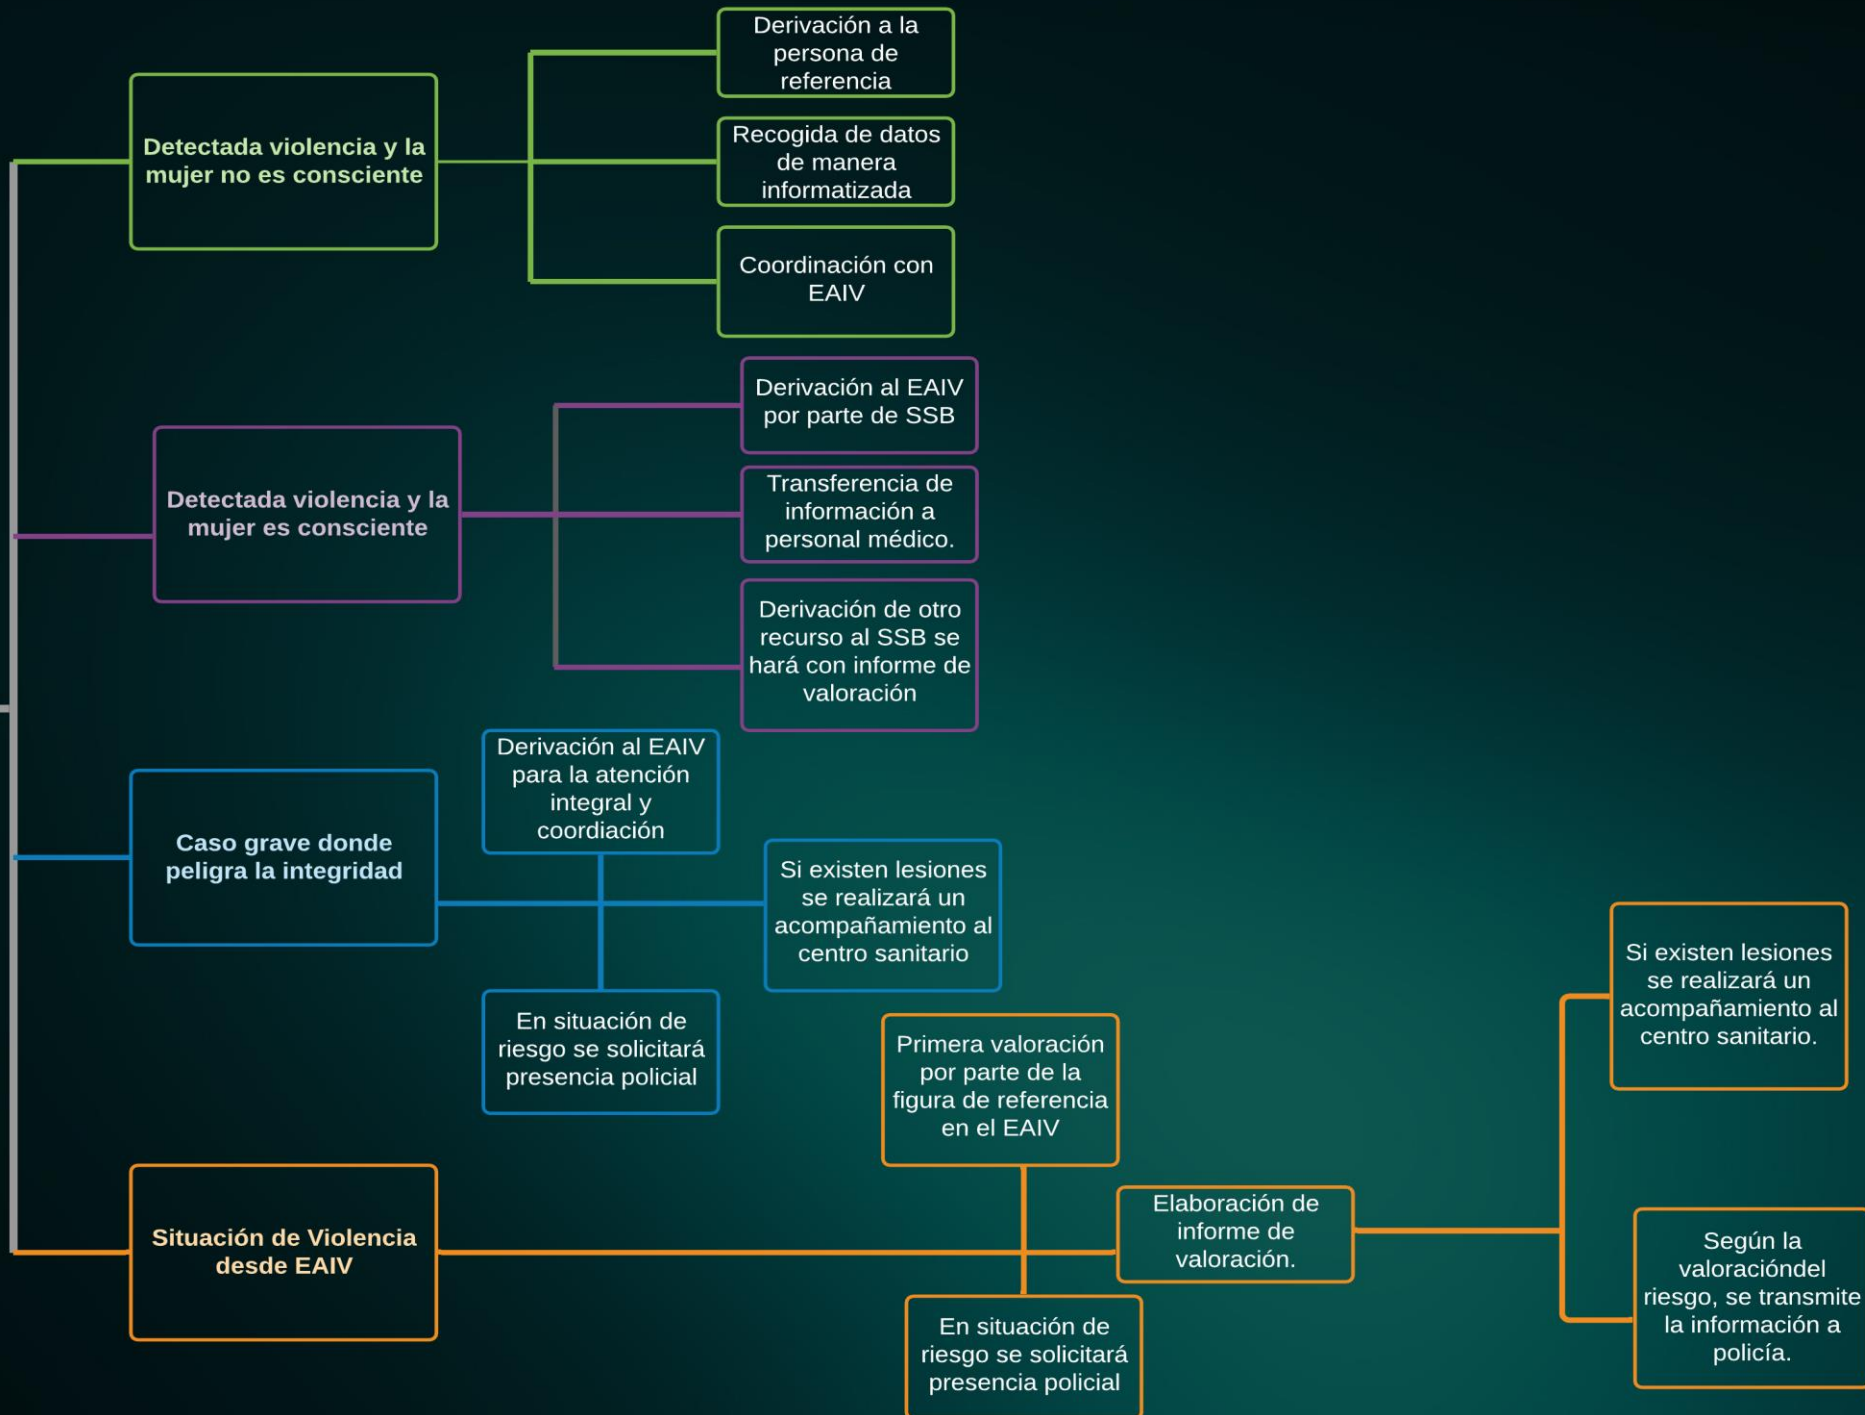 Detectada violencia y la
mujer no es consciente
Derivación a la
persona de
referencia
Recogida de datos
de manera
informatizada
Coordinación con
EAIV
Detectada violencia y la
mujer es consciente
Derivación al EAIV
por parte de SSB
Transferencia de
información a
personal médico.
Derivación de otro
recurso al SSB se
hará con informe de
valoración
Caso grave donde
peligra la integridad
Derivación al EAIV
para la atención
integral y
coordiación
Si existen lesiones
se realizará un
acompañamiento al
centro sanitario
En situación de
riesgo se solicitará
presencia policial
Situación de Violencia
desde EAIV
Primera valoración
por parte de la
figura de referencia
en el EAIV
En situación de
riesgo se solicitará
presencia policial
Elaboración de
informe de
valoración.
Si existen lesiones
se realizará un
acompañamiento al
centro sanitario.
Según la
valoracióndel
riesgo, se transmite
la información a
policía.